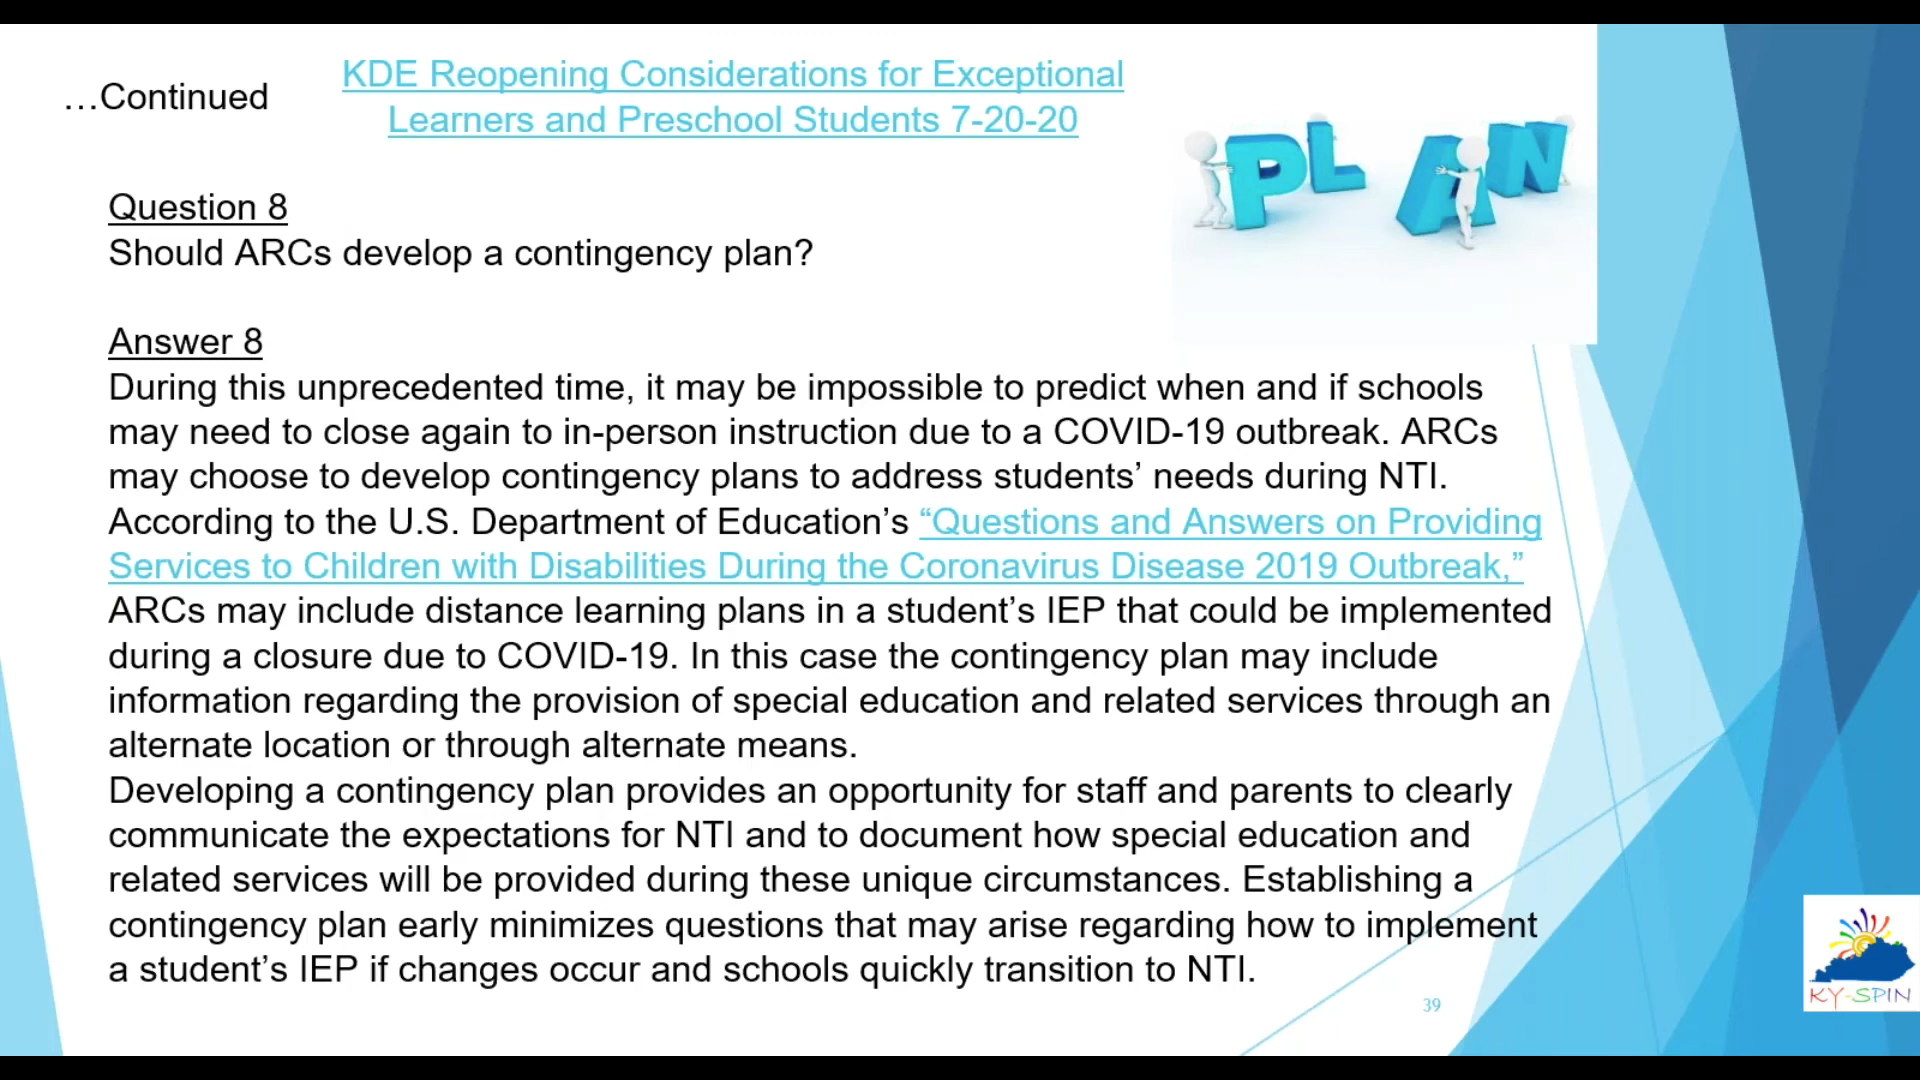 …Continued
KDE Reopening Considerations for Exceptional
Learners and Preschool Students 7-20-20
PLAN
Question 8
Should ARCs develop a contingency plan?
Answer 8
During this unprecedented time, it may be impossible to predict when and if schools
may need to close again to in-person instruction due to a COVID-19 outbreak. ARCs
may choose to develop contingency plans to address students’ needs during NTI.
According to the U.S. Department of Education’s “Questions and Answers on Providing
Services to Children with Disabilities During the Coronavirus Disease 2019 Outbreak,”
ARCs may include distance learning plans in a student’s IEP that could be implemented
during a closure due to COVID-19. In this case the contingency plan may include
information regarding the provision of special education and related services through an
alternate location or through alternate means.
Developing a contingency plan provides an opportunity for staff and parents to clearly
communicate the expectations for NTI and to document how special education and
related services will be provided during these unique circumstances. Establishing a
contingency plan early minimizes questions that may arise regarding how to implement
a student’s IEP if changes occur and schools quickly transition to NTI.
39
KY-SPIN